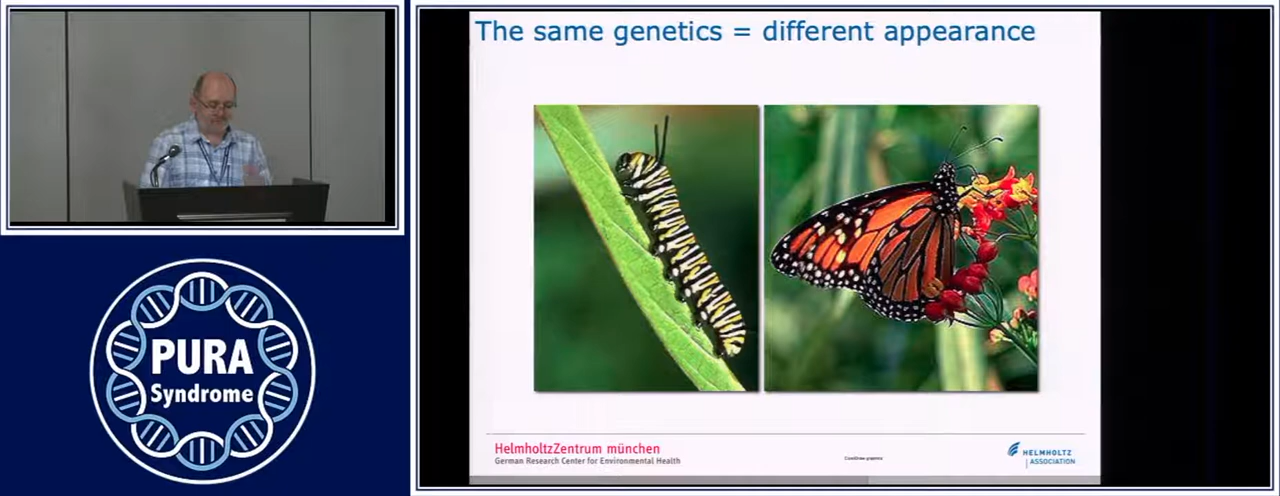 The same genetics = different appearance
PURA
Syndrome
HelmholtzZentrum münchen
German Research Center for Environmental Health
HELMHOLTZ
ASSOCIATION